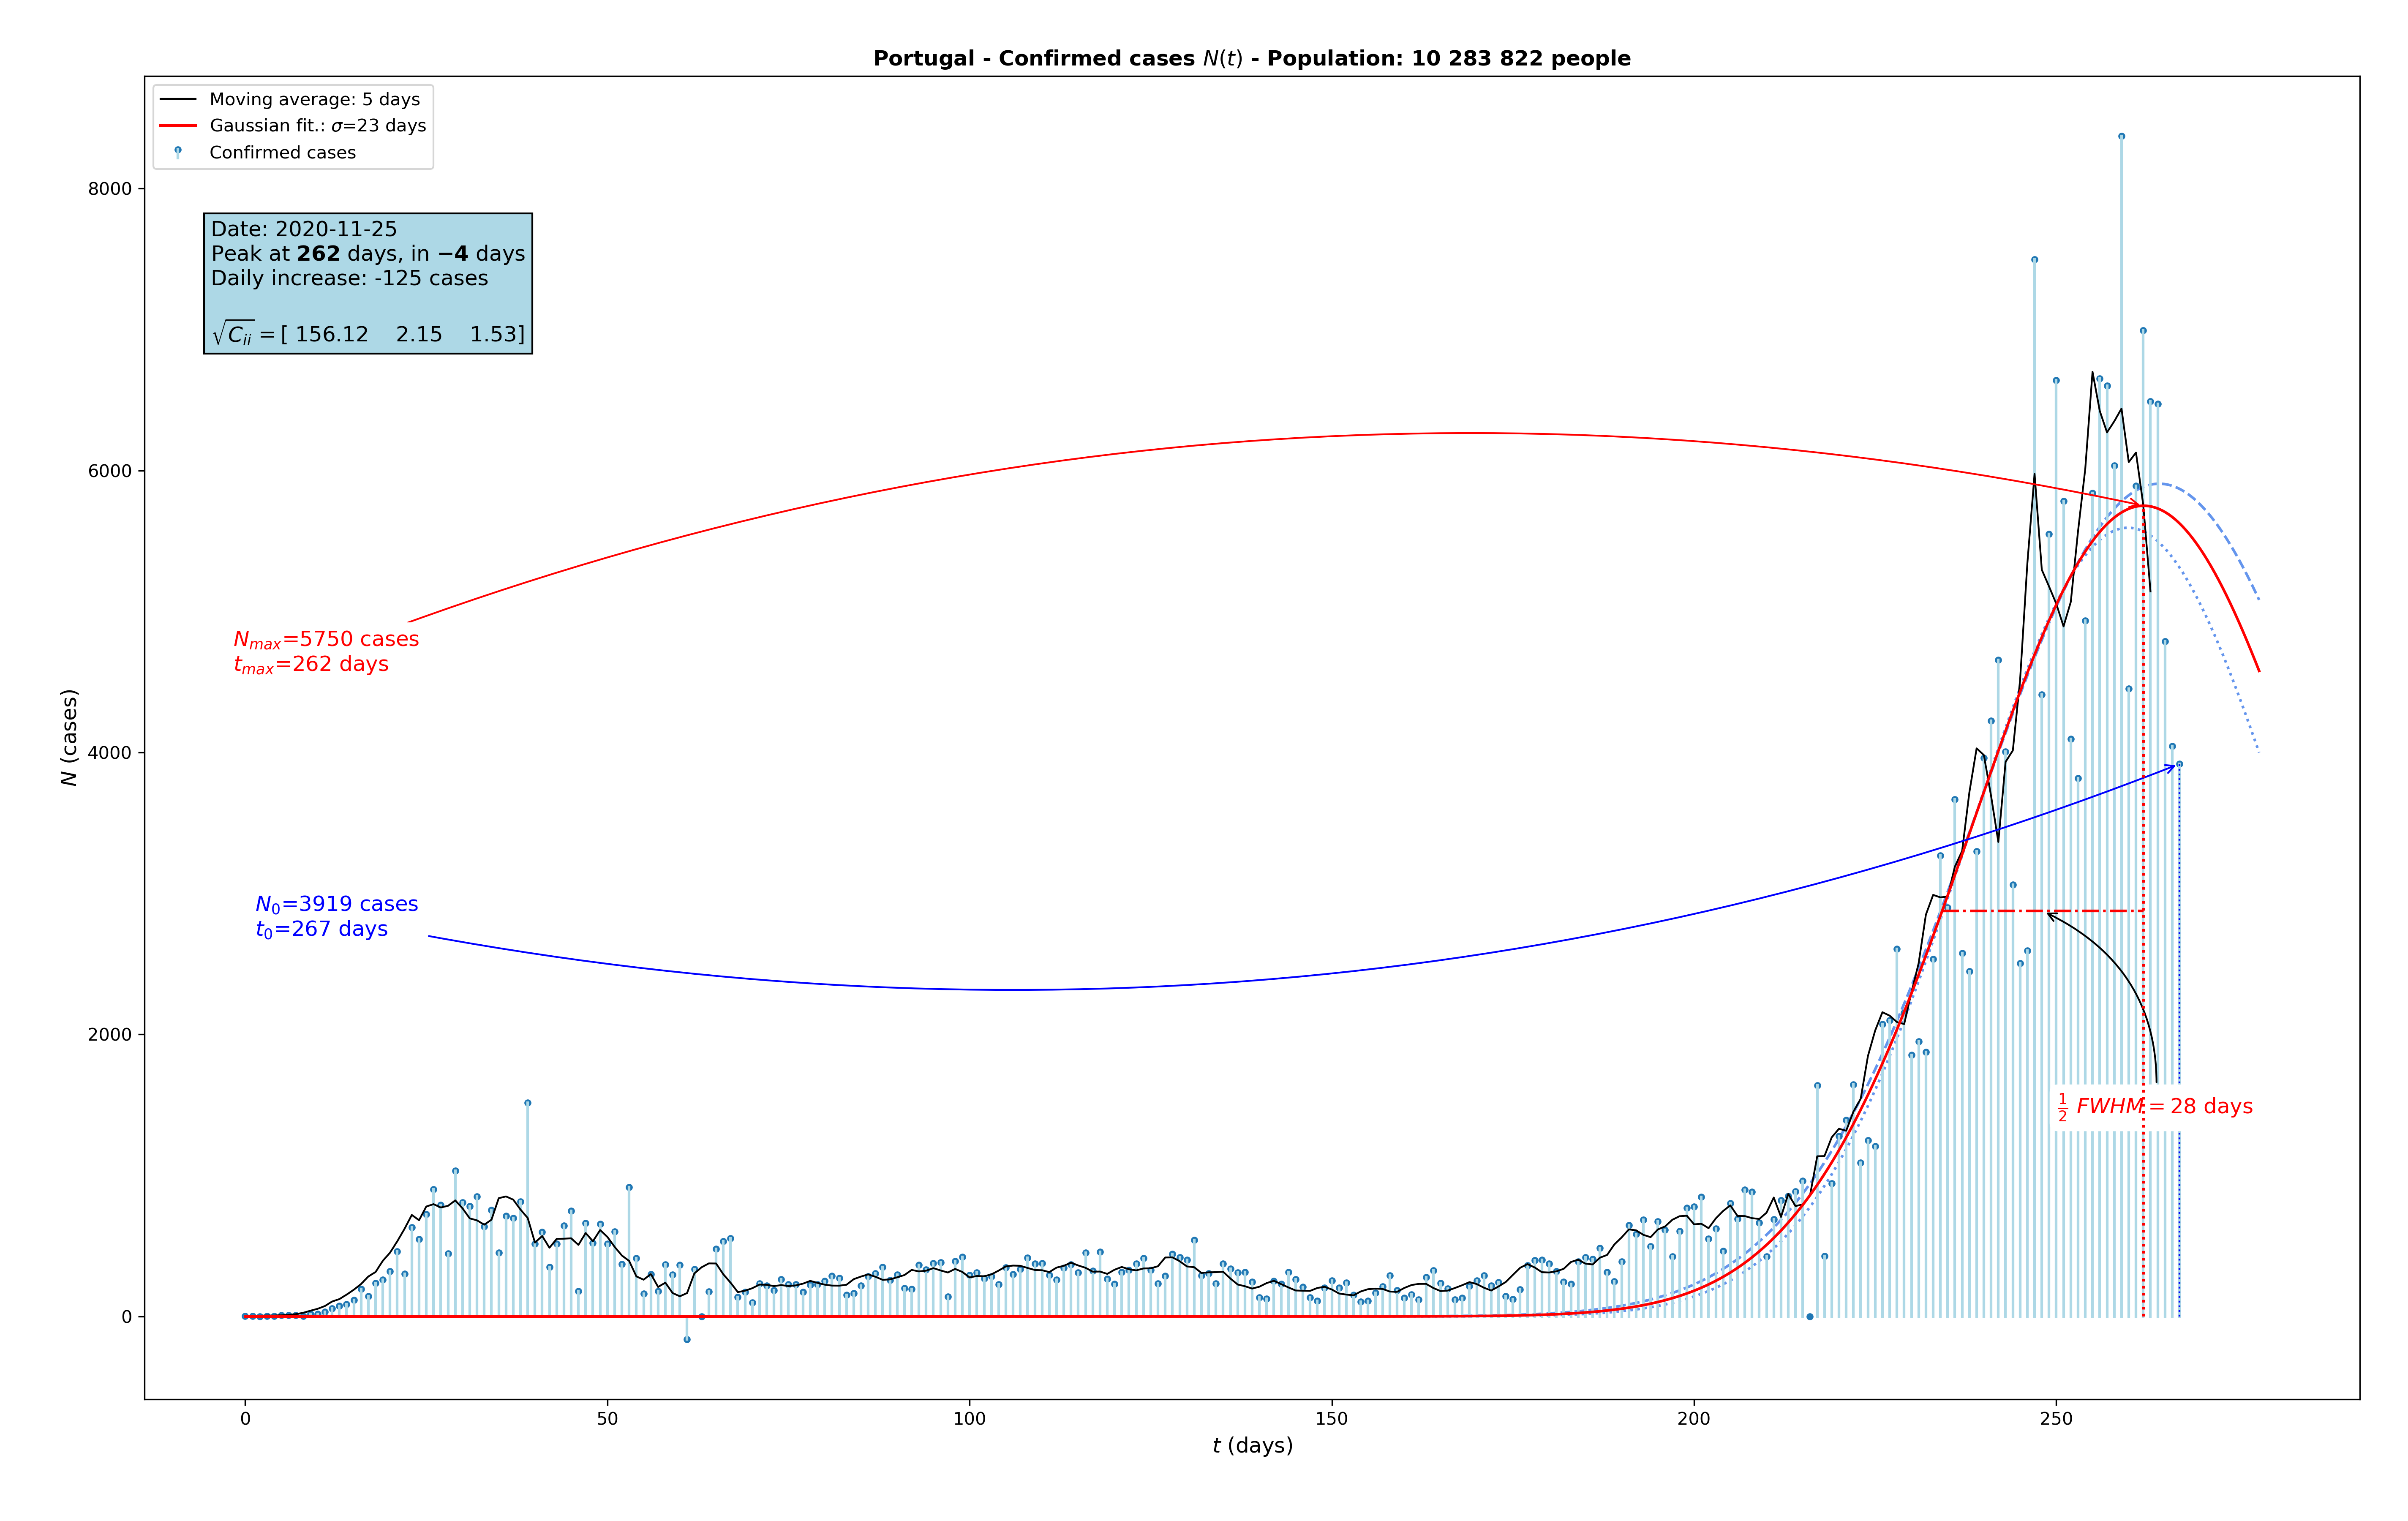 Portugal - Confirmed cases N(t) - Population: 10 283 822 people
Moving average: 5 days
Gaussian fit.: σ=23 days
Confirmed cases
Date: 2020-11-25
Peak at 262 days, in −4 days
Daily increase: -125 cases
√C_ii = [ 156.12 2.15 1.53]
N_max=5750 cases
t_max=262 days
N_0=3919 cases
t_0=267 days
1/2 FWHM = 28 days
N (cases)
8000
6000
4000
2000
0
0 50 100 150 200 250
t (days)